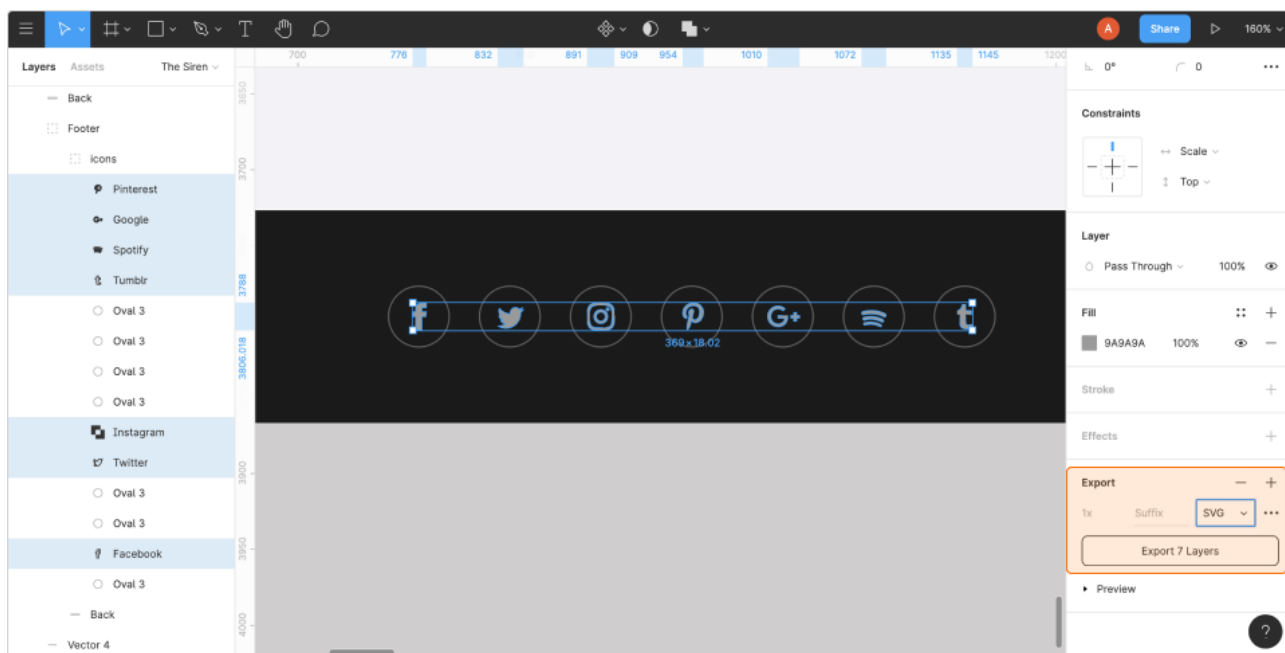 A
Share
160%
Layers
Assets
The Siren
700
776
832
891
909
954
1010
1072
1135
1145
1200
0°
0
Back
Footer
icons
Pinterest
Google
Spotify
Tumblr
Oval 3
Oval 3
Oval 3
Oval 3
Instagram
Twitter
Oval 3
Oval 3
Facebook
Oval 3
Back
Vector 4
3650
3700
3788
3806.018
3900
3950
4000
369 × 18.02
Constraints
Scale
Top
Layer
Pass Through
100%
Fill
9A9A9A
100%
Stroke
Effects
Export
1x
Suffix
SVG
Export 7 Layers
Preview
?